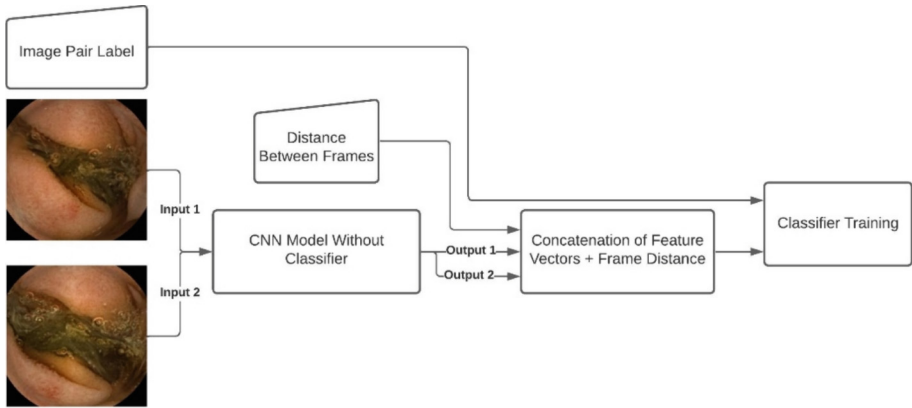 Image Pair Label
Distance
Between Frames
Input 1
CNN Model Without
Classifier
Output 1
Output 2
Input 2
Concatenation of Feature
Vectors + Frame Distance
Classifier Training